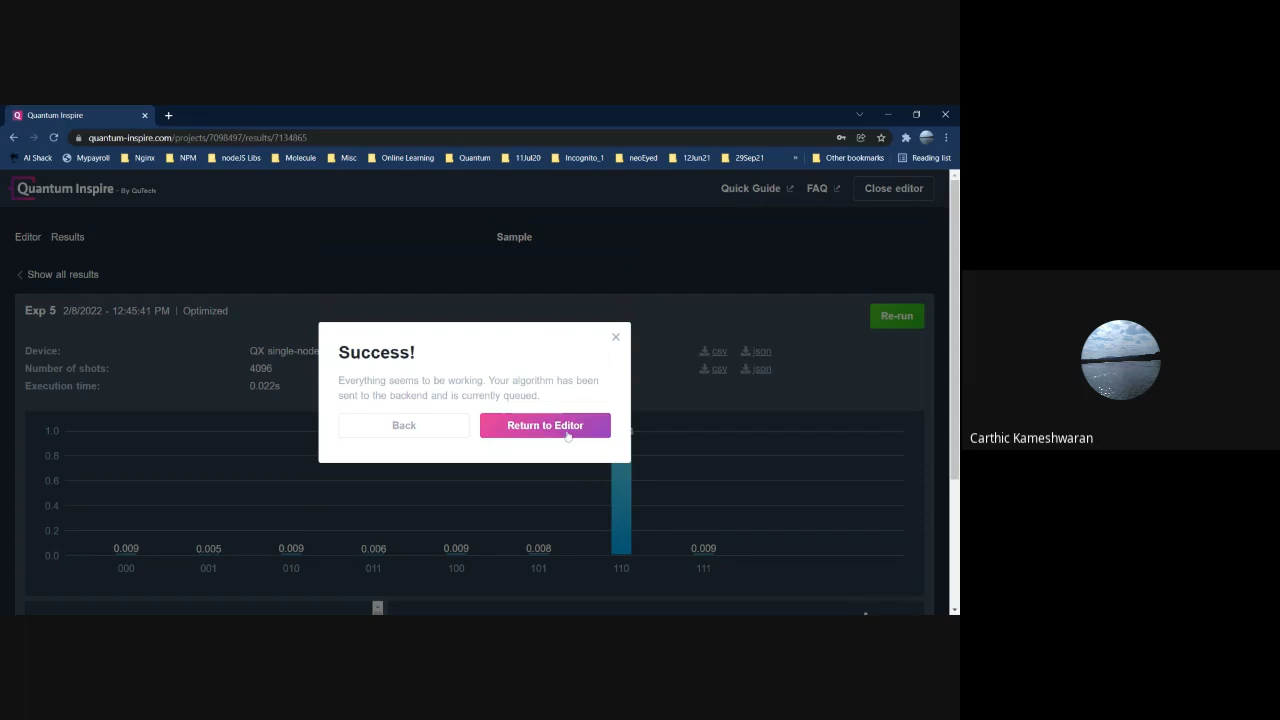 Quantum Inspire
quantum-inspire.com/projects/7098497/results/7134865
AI Shack Mypayroll Nginx NPM nodeJS Libs Molecule Misc Online Learning Quantum 11Jul20 Incognito_1 neoEyed 12Jun21 29Sep21 » Other bookmarks Reading list
Quantum Inspire - By QuTech Quick Guide FAQ Close editor
Editor Results Sample
Show all results
Exp 5 2/8/2022 - 12:45:41 PM | Optimized Re-run
Device: QX single-node csv json
Number of shots: 4096 csv json
Execution time: 0.022s
Success!
Everything seems to be working. Your algorithm has been
sent to the backend and is currently queued.
Back Return to Editor
1.0
0.8
0.6
0.4
0.2
0.0
0.009 0.005 0.009 0.006 0.009 0.008 0.009
000 001 010 011 100 101 110 111
Carthic Kameshwaran